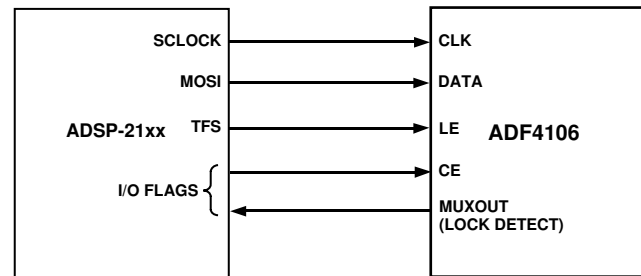 SCLOCK
CLK
MOSI
DATA
ADSP-21xx
TFS
LE
ADF4106
I/O FLAGS
CE
MUXOUT
(LOCK DETECT)